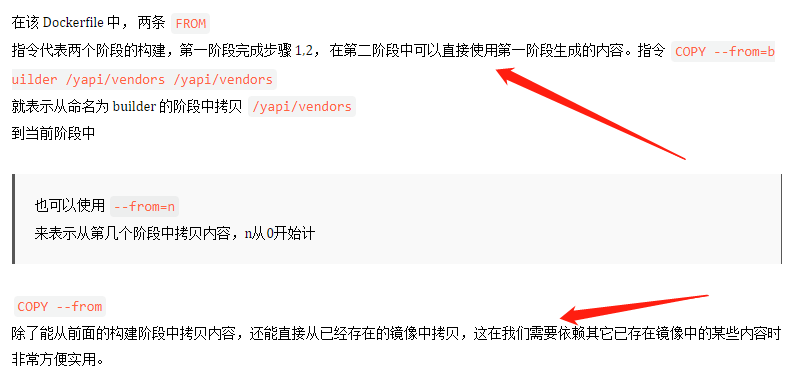 在该 Dockerfile 中， 两条 FROM
指令代表两个阶段的构建，第一阶段完成步骤 1,2， 在第二阶段中可以直接使用第一阶段生成的内容。指令 COPY --from=b
uilder /yapi/vendors /yapi/vendors
就表示从命名为 builder 的阶段中拷贝 /yapi/vendors
到当前阶段中
也可以使用 --from=n
来表示从第几个阶段中拷贝内容，n从0开始计
COPY --from
除了能从前面的构建阶段中拷贝内容，还能直接从已经存在的镜像中拷贝，这在我们需要依赖其它已存在镜像中的某些内容时
非常方便实用。